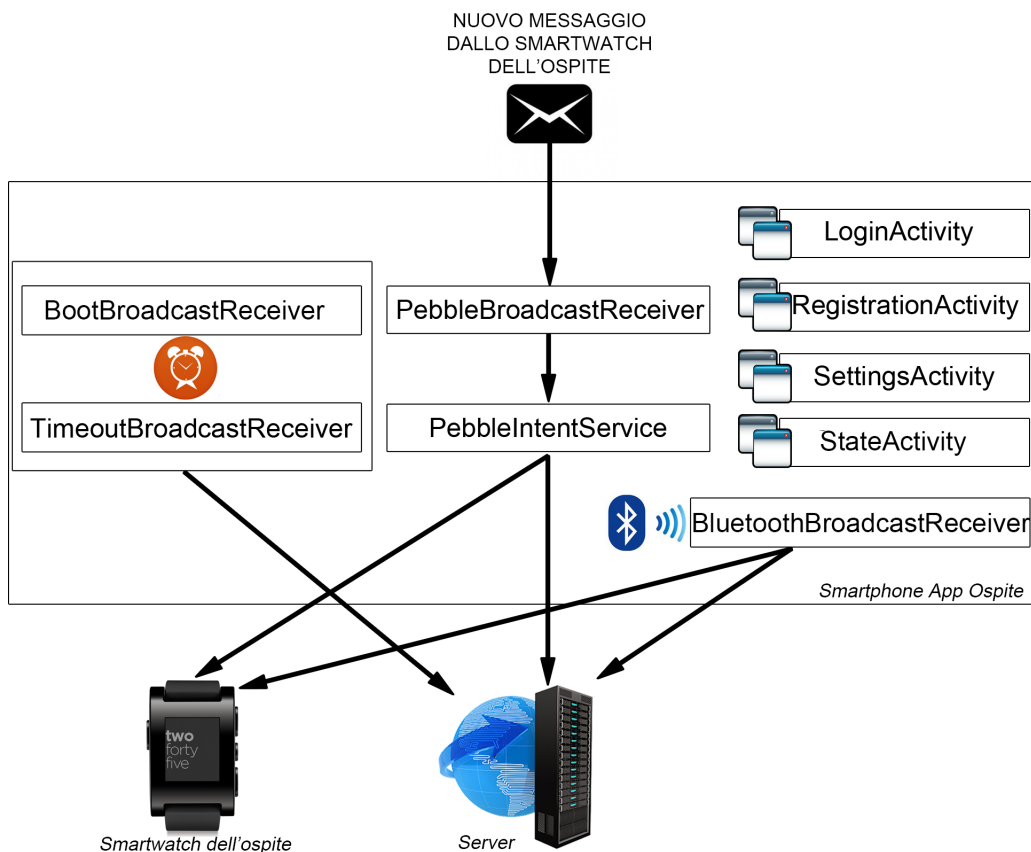 NUOVO MESSAGGIO
DALLO SMARTWATCH
DELL'OSPITE
LoginActivity
BootBroadcastReceiver
PebbleBroadcastReceiver
RegistrationActivity
SettingsActivity
TimeoutBroadcastReceiver
PebbleIntentService
StateActivity
BluetoothBroadcastReceiver
Smartphone App Ospite
two
forty
five
Smartwatch dell'ospite
Server